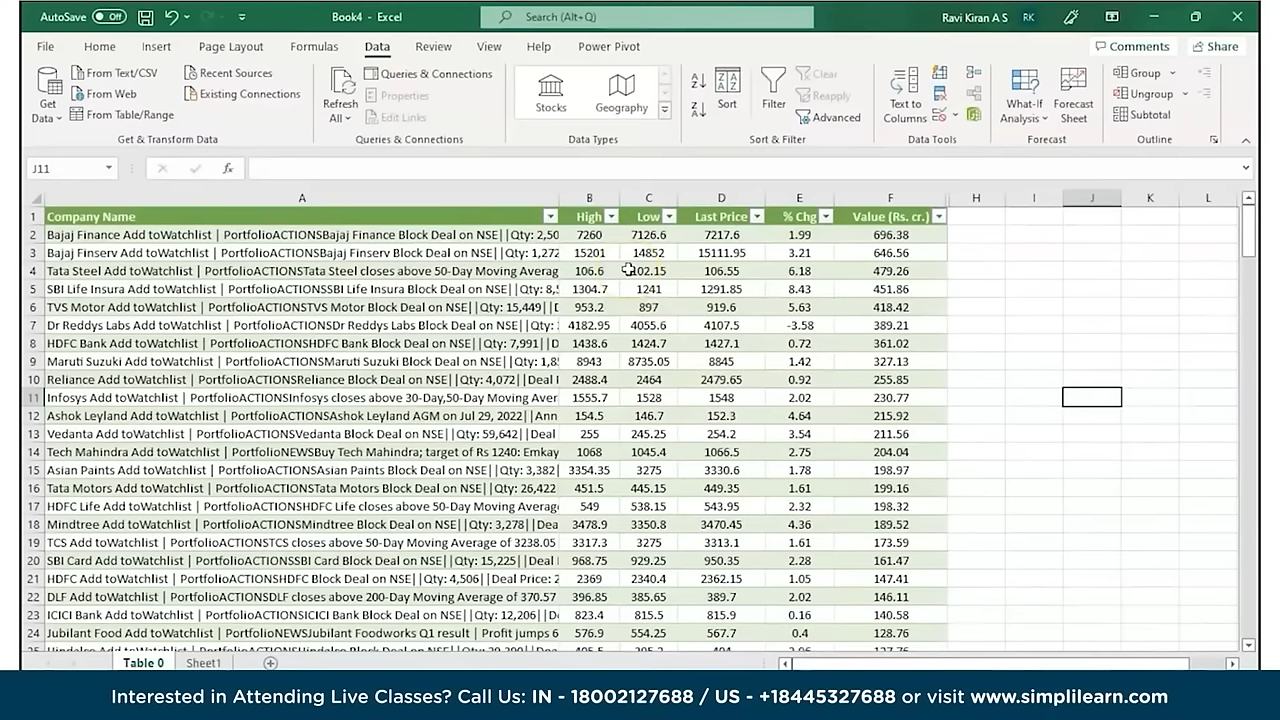 AutoSave Off Book4 - Excel Search (Alt+Q) Ravi Kiran A S RK
File Home Insert Page Layout Formulas Data Review View Help Power Pivot Comments Share
Get Data From Text/CSV From Web From Table/Range Recent Sources Existing Connections
Refresh All Queries & Connections Properties Edit Links
Stocks Geography
Sort Filter Clear Reapply Advanced
Text to Columns
What-If Analysis Forecast Sheet
Group Ungroup Subtotal
Get & Transform Data Queries & Connections Data Types Sort & Filter Data Tools Forecast Outline
J11 fx
A B C D E F H I J K L
1 Company Name High Low Last Price % Chg Value (Rs. cr.)
2 Bajaj Finance Add toWatchlist | PortfolioACTIONSBajaj Finance Block Deal on NSE||Qty: 2,50 7260 7126.6 7217.6 1.99 696.38
3 Bajaj Finserv Add toWatchlist | PortfolioACTIONSBajaj Finserv Block Deal on NSE||Qty: 1,272 15201 14852 15111.95 3.21 646.56
4 Tata Steel Add toWatchlist | PortfolioACTIONSTata Steel closes above 50-Day Moving Averag 106.6 102.15 106.55 6.18 479.26
5 SBI Life Insura Add toWatchlist | PortfolioACTIONSSBI Life Insura Block Deal on NSE||Qty: 8, 1304.7 1241 1291.85 8.43 451.86
6 TVS Motor Add toWatchlist | PortfolioACTIONSTVS Motor Block Deal on NSE||Qty: 15,449||Dea 953.2 897 919.6 5.63 418.42
7 Dr Reddys Labs Add toWatchlist | PortfolioACTIONSDr Reddys Labs Block Deal on NSE||Qty: 4182.95 4055.6 4107.5 -3.58 389.21
8 HDFC Bank Add toWatchlist | PortfolioACTIONSHDFC Bank Block Deal on NSE||Qty: 7,991||D 1438.6 1424.7 1427.1 0.72 361.02
9 Maruti Suzuki Add toWatchlist | PortfolioACTIONSMaruti Suzuki Block Deal on NSE||Qty: 1,8 8943 8735.05 8845 1.42 327.13
10 Reliance Add toWatchlist | PortfolioACTIONSReliance Block Deal on NSE||Qty: 4,072||Deal 2488.4 2464 2479.65 0.92 255.85
11 Infosys Add toWatchlist | PortfolioACTIONSInfosys closes above 30-Day,50-Day Moving Aver 1555.7 1528 1548 2.02 230.77
12 Ashok Leyland Add toWatchlist | PortfolioACTIONSAshok Leyland AGM on Jul 29, 2022||Ann 154.5 146.7 152.3 4.64 215.92
13 Vedanta Add toWatchlist | PortfolioACTIONSVedanta Block Deal on NSE||Qty: 59,642||Deal 255 245.25 254.2 3.54 211.56
14 Tech Mahindra Add toWatchlist | PortfolioNEWSBuy Tech Mahindra; target of Rs 1240: Emkay 1068 1045.4 1066.5 2.75 204.04
15 Asian Paints Add toWatchlist | PortfolioACTIONSAsian Paints Block Deal on NSE||Qty: 3,382| 3354.35 3275 3330.6 1.78 198.97
16 Tata Motors Add toWatchlist | PortfolioACTIONSTata Motors Block Deal on NSE||Qty: 26,422 451.5 445.15 449.35 1.61 199.16
17 HDFC Life Add toWatchlist | PortfolioACTIONSHDFC Life closes above 50-Day Moving Average 549 538.15 543.95 2.32 198.32
18 Mindtree Add toWatchlist | PortfolioACTIONSMindtree Block Deal on NSE||Qty: 3,278||Dea 3478.9 3350.8 3470.45 4.36 189.52
19 TCS Add toWatchlist | PortfolioACTIONSTCS closes above 50-Day Moving Average of 3238.05 3317.3 3275 3313.1 1.61 173.59
20 SBI Card Add toWatchlist | PortfolioACTIONSSBI Card Block Deal on NSE||Qty: 15,225||Deal 968.75 929.25 950.35 2.28 161.47
21 HDFC Add toWatchlist | PortfolioACTIONSHDFC Block Deal on NSE||Qty: 4,506||Deal Price: 2 2369 2340.4 2362.15 1.05 147.41
22 DLF Add toWatchlist | PortfolioACTIONSDLF closes above 200-Day Moving Average of 370.57 396.85 385.65 389.7 2.02 146.11
23 ICICI Bank Add toWatchlist | PortfolioACTIONSICICI Bank Block Deal on NSE||Qty: 12,206||D 823.4 815.5 815.9 0.16 140.58
24 Jubilant Food Add toWatchlist | PortfolioNEWSJubilant Foodworks Q1 result | Profit jumps 6 576.9 554.25 567.7 0.4 128.76
Table 0 Sheet1
Interested in Attending Live Classes? Call Us: IN - 18002127688 / US - +18445327688 or visit www.simplilearn.com